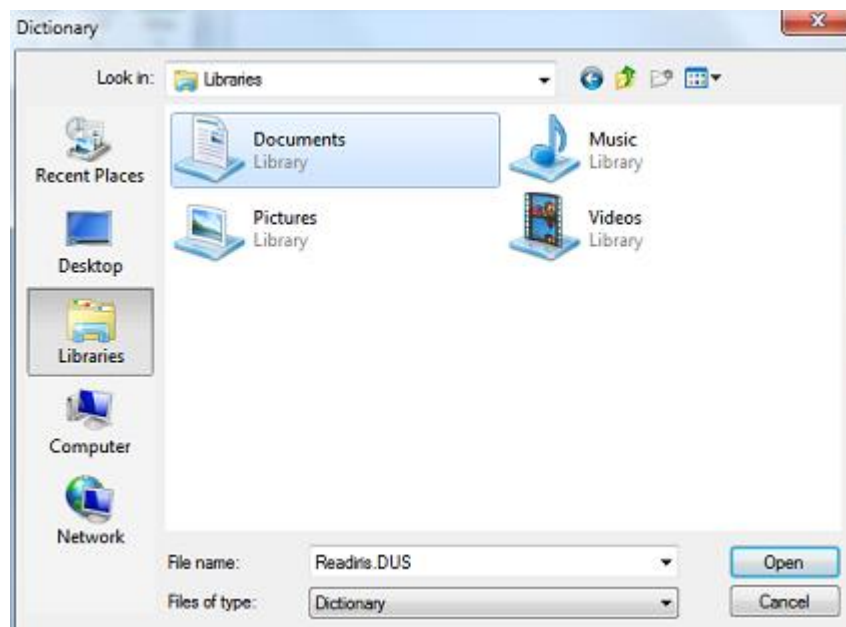 Dictionary
Look in: Libraries
Recent Places
Desktop
Libraries
Computer
Network
Documents
Library
Music
Library
Pictures
Library
Videos
Library
File name: Readiris.DUS Open
Files of type: Dictionary Cancel